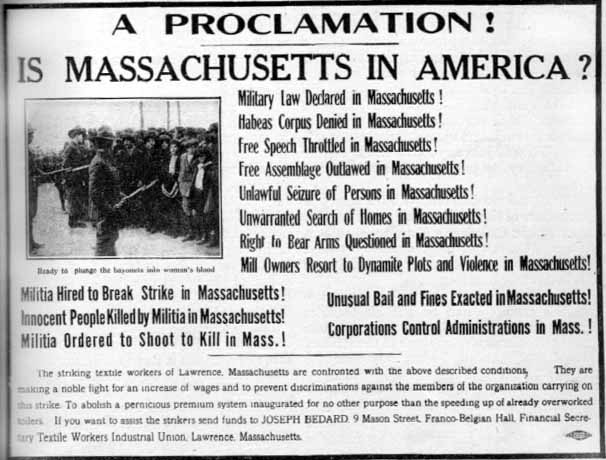 A PROCLAMATION!
IS MASSACHUSETTS IN AMERICA?
Military Law Declared in Massachusetts!
Habeas Corpus Denied in Massachusetts!
Free Speech Throttled in Massachusetts!
Free Assemblage Outlawed in Massachusetts!
Unlawful Seizure of Persons in Massachusetts!
Unwarranted Search of Homes in Massachusetts!
Right to Bear Arms Questioned in Massachusetts!
Mill Owners Resort to Dynamite Plots and Violence in Massachusetts!
Ready to plunge the bayonets into woman's blood
Militia Hired to Break Strike in Massachusetts!
Innocent People Killed by Militia in Massachusetts!
Militia Ordered to Shoot to Kill in Mass.!
Unusual Bail and Fines Exacted in Massachusetts!
Corporations Control Administrations in Mass.!
The striking textile workers of Lawrence, Massachusetts are confronted with the above described conditions. They are
making a noble fight for an increase of wages and to prevent discriminations against the members of the organization carrying on
this strike. To abolish a pernicious premium system inaugurated for no other purpose than the speeding up of already overworked
toilers. If you want to assist the strikers send funds to JOSEPH BEDARD, 9 Mason Street, Franco-Belgian Hall, Financial Secre-
tary Textile Workers Industrial Union, Lawrence, Massachusetts.